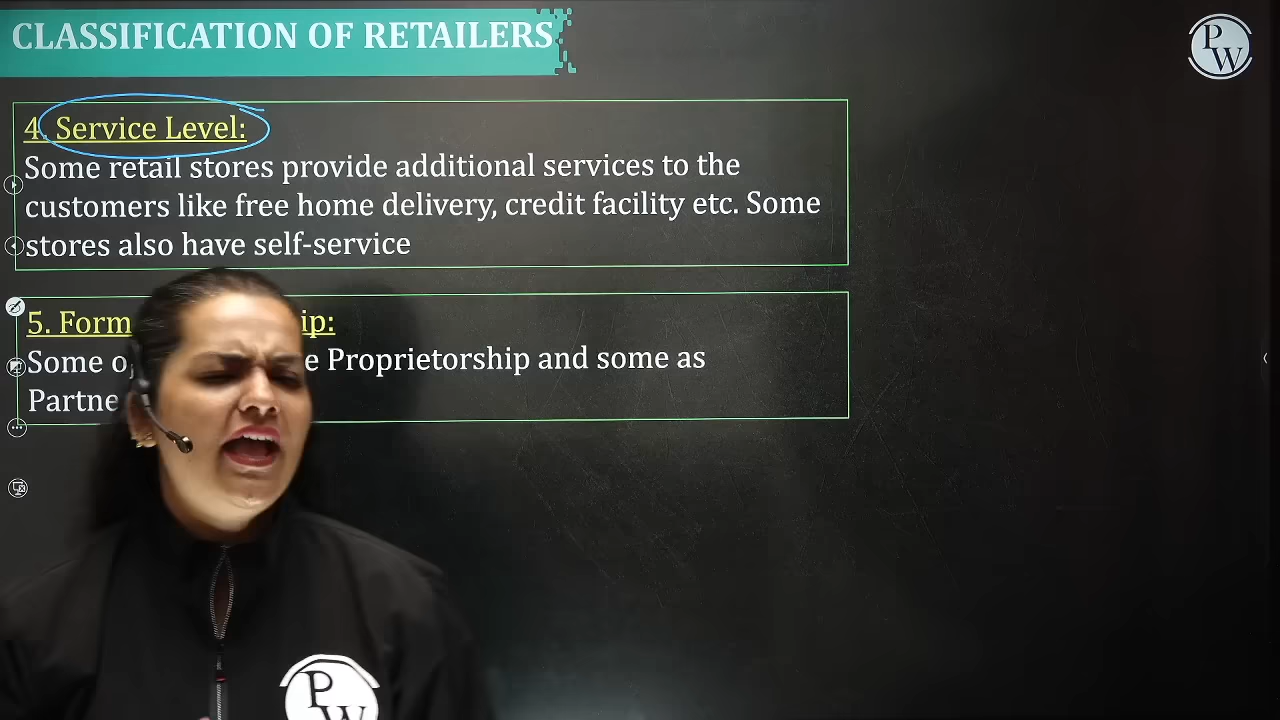 CLASSIFICATION OF RETAILERS
PW
4. Service Level:
Some retail stores provide additional services to the
customers like free home delivery, credit facility etc. Some
stores also have self-service
5. Form ip:
Some Proprietorship and some as
PW